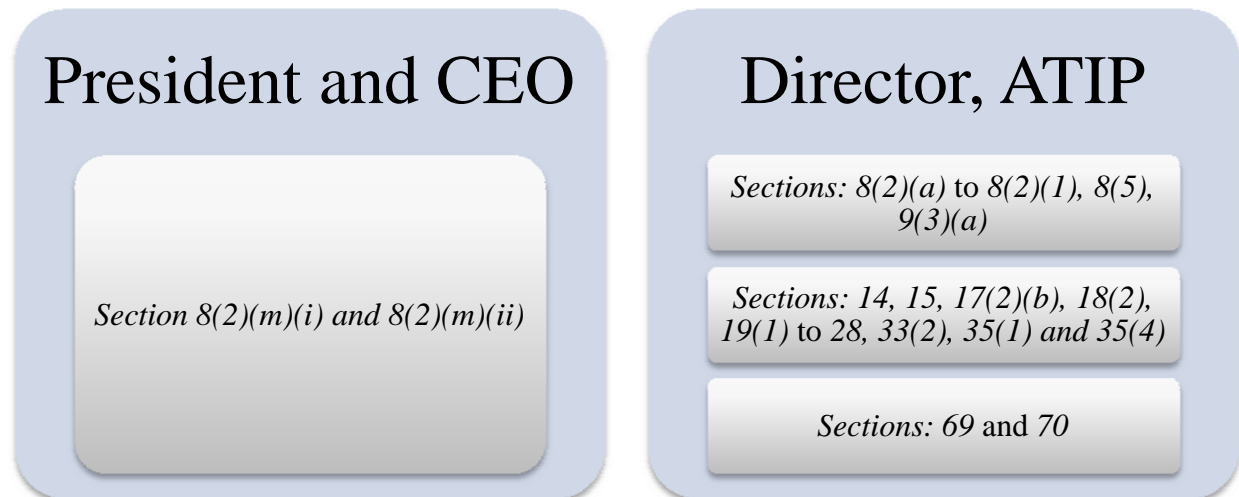 President and CEO
Section 8(2)(m)(i) and 8(2)(m)(ii)
Director, ATIP
Sections: 8(2)(a) to 8(2)(1), 8(5),
9(3)(a)
Sections: 14, 15, 17(2)(b), 18(2),
19(1) to 28, 33(2), 35(1) and 35(4)
Sections: 69 and 70